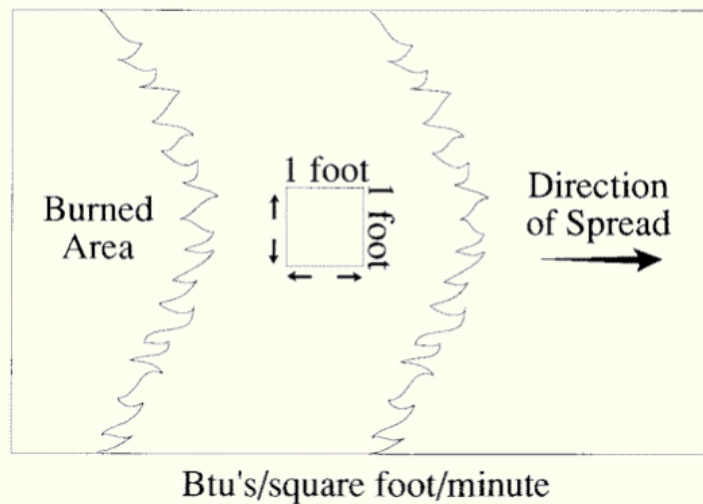 1 foot
1 foot
Burned
Area
Direction
of Spread
Btu's/square foot/minute